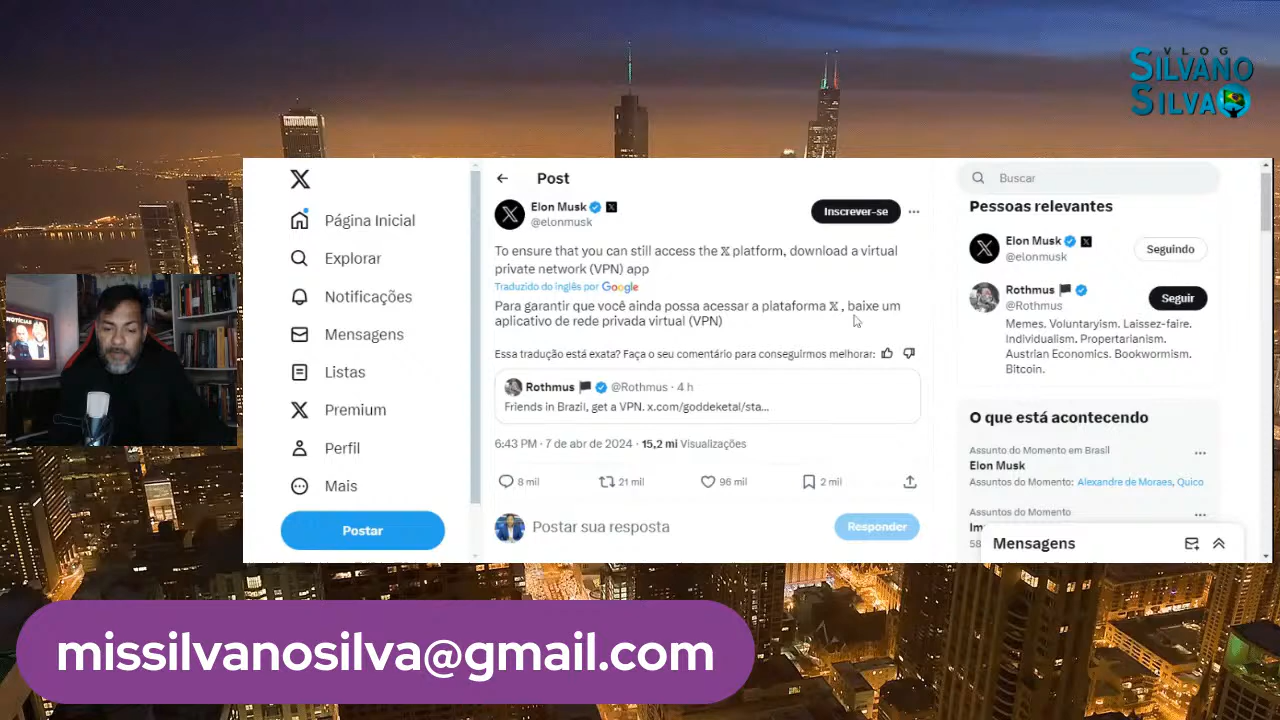 VLOG
SILVANO
SILVA
Página Inicial
Explorar
Notificações
Mensagens
Listas
Premium
Perfil
Mais
Postar
Post
Elon Musk
@elonmusk
Inscrever-se
To ensure that you can still access the 𝕏 platform, download a virtual
private network (VPN) app
Traduzido do inglês por Google
Para garantir que você ainda possa acessar a plataforma 𝕏 , baixe um
aplicativo de rede privada virtual (VPN)
Essa tradução está exata? Faça o seu comentário para conseguirmos melhorar:
Rothmus @Rothmus · 4 h
Friends in Brazil, get a VPN. x.com/goddeketal/sta...
6:43 PM · 7 de abr de 2024 · 15,2 mi Visualizações
8 mil 21 mil 96 mil 2 mil
Postar sua resposta
Responder
Buscar
Pessoas relevantes
Elon Musk
@elonmusk
Seguindo
Rothmus
@Rothmus
Seguir
Memes. Voluntaryism. Laissez-faire.
Individualism. Propertarianism.
Austrian Economics. Bookwormism.
Bitcoin.
O que está acontecendo
Assunto do Momento em Brasil
Elon Musk
Assuntos do Momento: Alexandre de Moraes, Quico
Assuntos do Momento
Mensagens
missilvanosilva@gmail.com